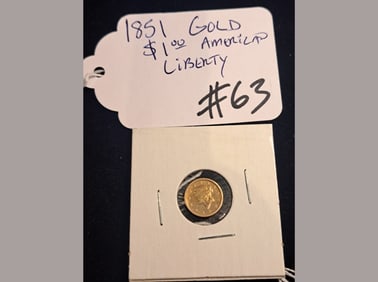 1851 GOLD
$1.00 AMERICAN
LIBERTY
#63